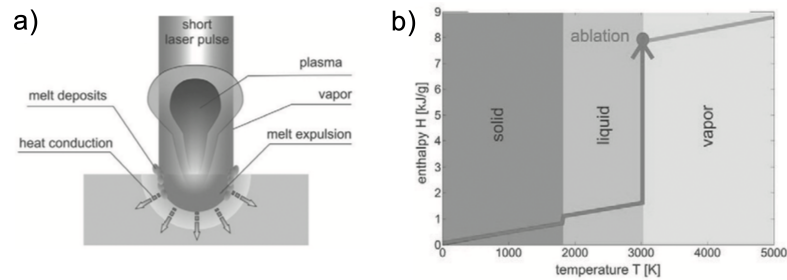 a)
short
laser pulse
plasma
melt deposits
vapor
heat conduction
melt expulsion
b)
enthalpy H [kJ/g]
9
8
7
6
5
4
3
2
1
0
ablation
solid
liquid
vapor
0
1000
2000
3000
4000
5000
temperature T [K]